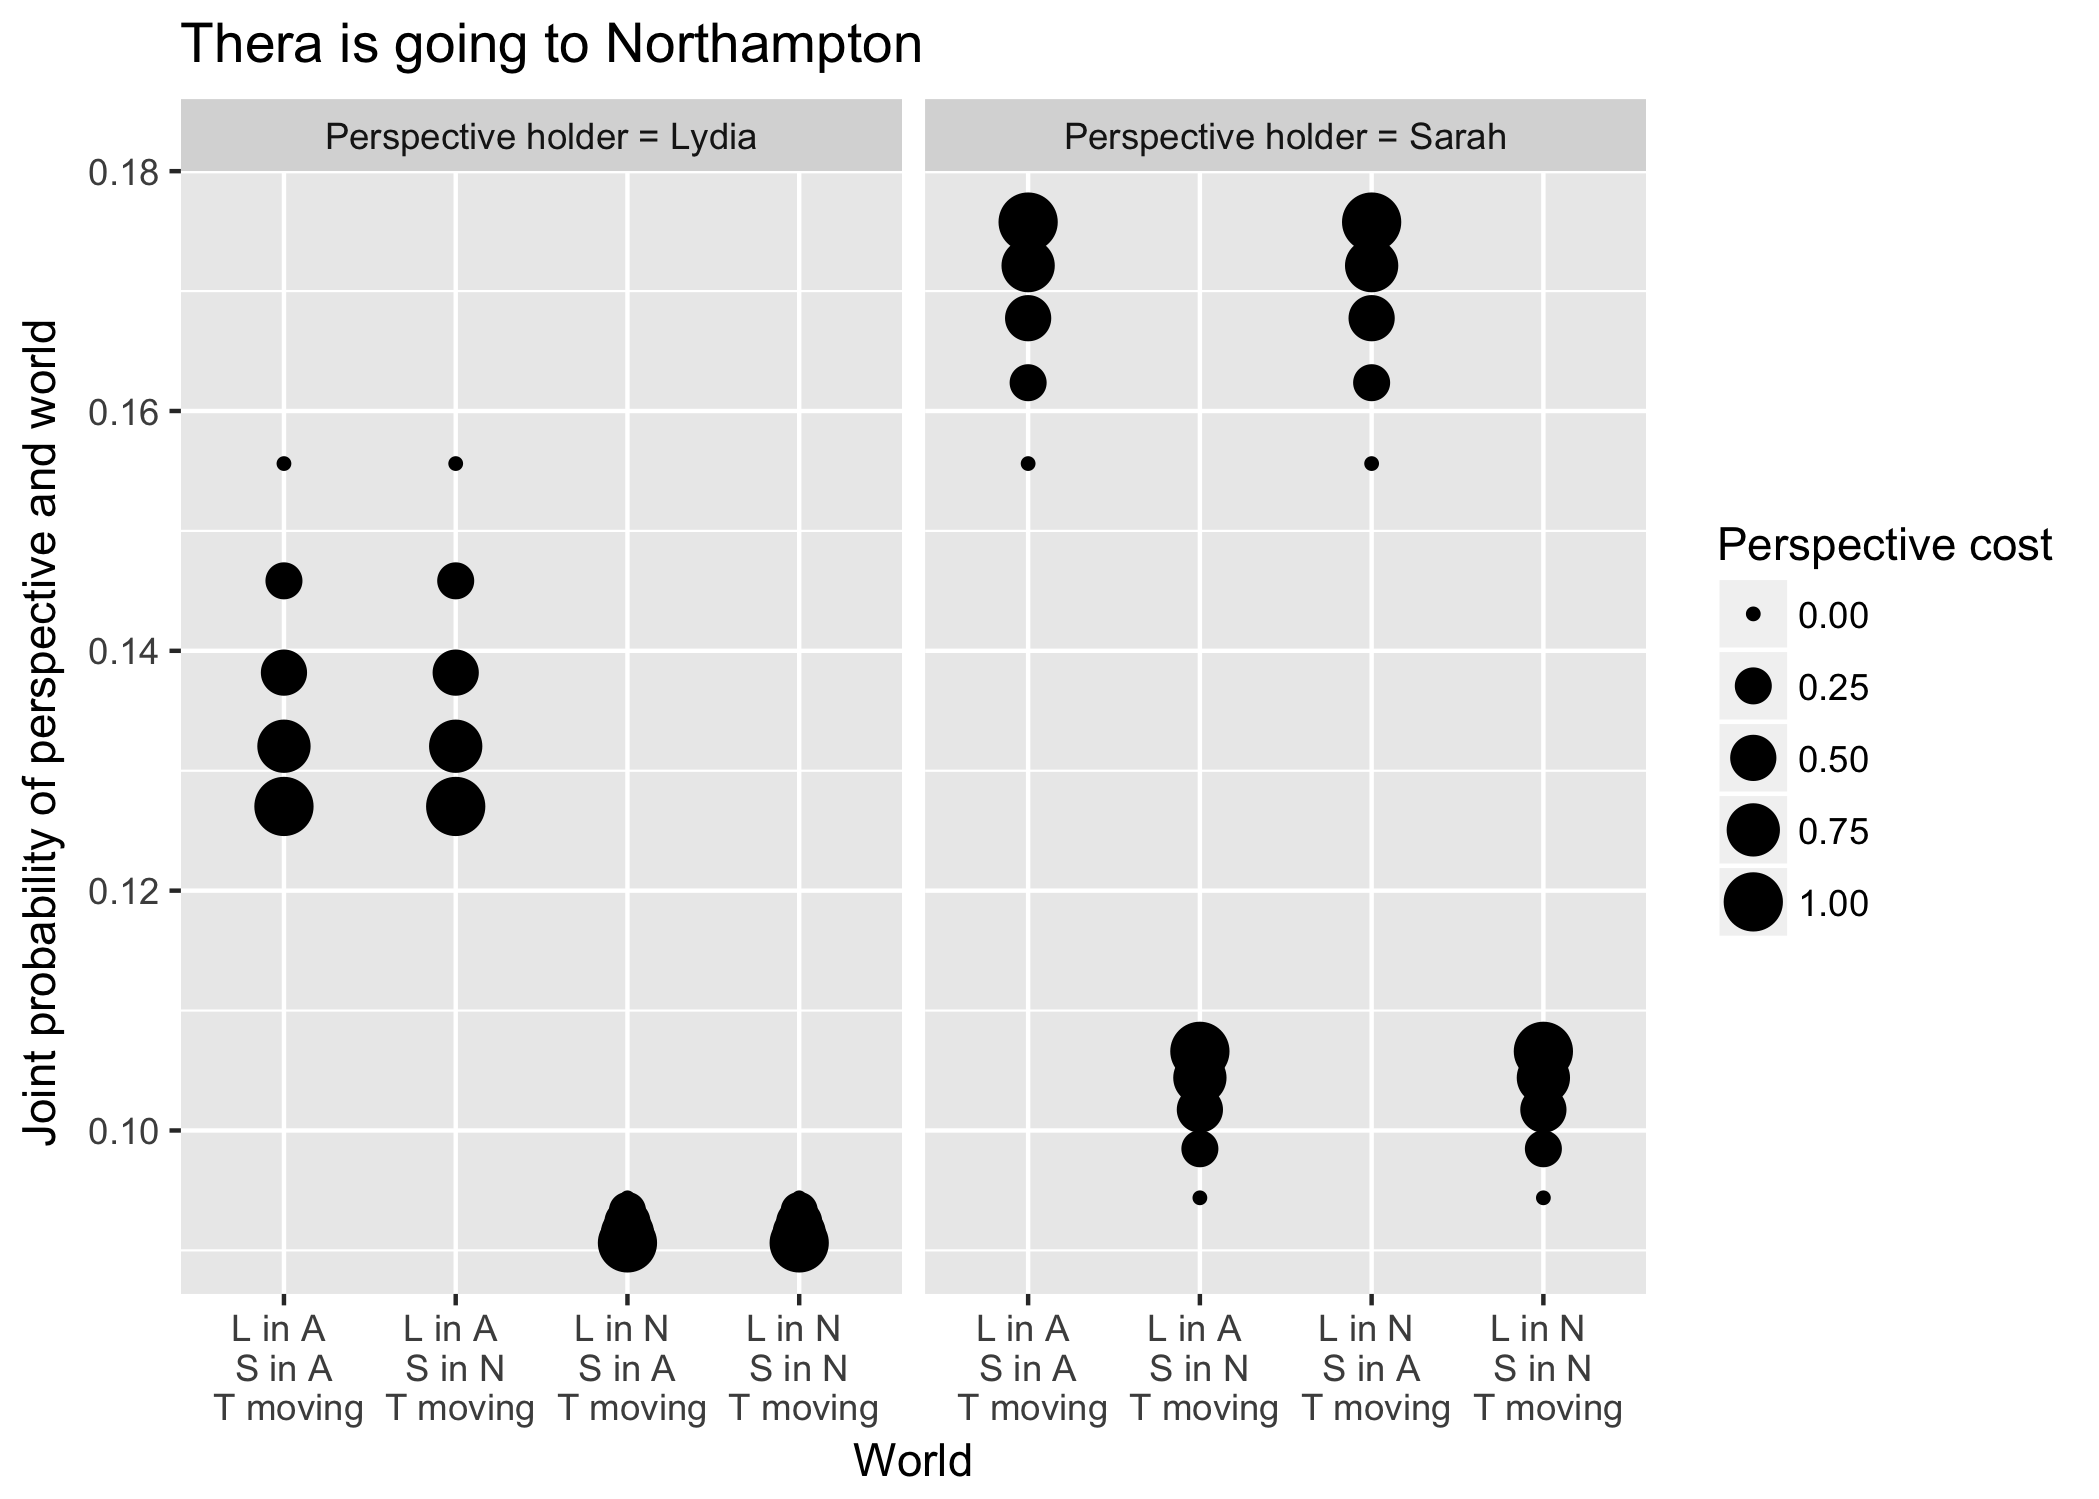 Thera is going to Northampton
Perspective holder = Lydia
Perspective holder = Sarah
Joint probability of perspective and world
0.18
0.16
0.14
0.12
0.10
L in A
S in A
T moving
L in A
S in N
T moving
L in N
S in A
T moving
L in N
S in N
T moving
L in A
S in A
T moving
L in A
S in N
T moving
L in N
S in A
T moving
L in N
S in N
T moving
World
Perspective cost
0.00
0.25
0.50
0.75
1.00